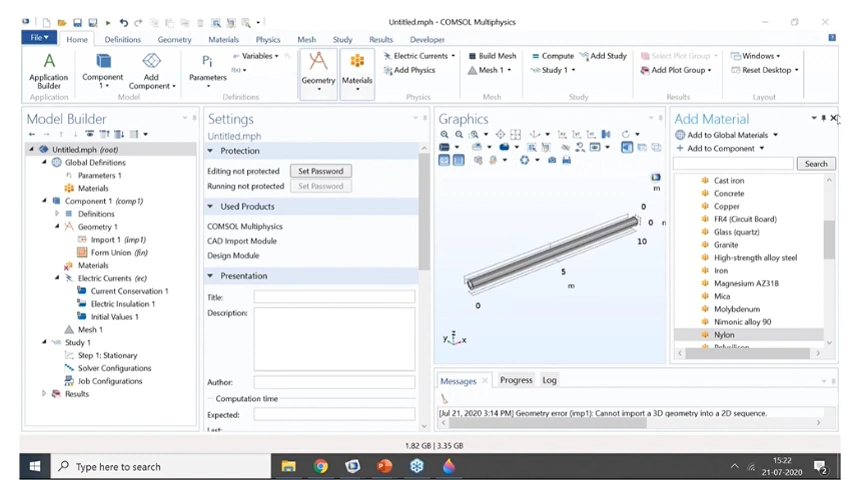 Untitled.mph - COMSOL Multiphysics
File
Home
Definitions
Geometry
Materials
Physics
Mesh
Study
Results
Developer
Application Builder
Component 1
Add Component
Parameters
Variables
f(x)
Geometry
Materials
Electric Currents
Add Physics
Build Mesh
Mesh 1
Compute
Study 1
Add Study
Select Plot Group
Add Plot Group
Windows
Reset Desktop
Application
Model
Definitions
Physics
Mesh
Study
Results
Layout
Model Builder
Untitled.mph (root)
Global Definitions
Parameters 1
Materials
Component 1 (comp1)
Definitions
Geometry 1
Import 1 (imp1)
Form Union (fin)
Materials
Electric Currents (ec)
Current Conservation 1
Electric Insulation 1
Initial Values 1
Mesh 1
Study 1
Step 1: Stationary
Solver Configurations
Job Configurations
Results
Settings
Untitled.mph
Protection
Editing not protected
Set Password
Running not protected
Set Password
Used Products
COMSOL Multiphysics
CAD Import Module
Design Module
Presentation
Title:
Description:
Author:
Computation time
Expected:
Last:
Graphics
m
0
0
10
5
m
0
y
z
x
Add Material
Add to Global Materials
Add to Component
Search
Cast iron
Concrete
Copper
FR4 (Circuit Board)
Glass (quartz)
Granite
High-strength alloy steel
Iron
Magnesium AZ31B
Mica
Molybdenum
Nimonic alloy 90
Nylon
Messages
Progress
Log
[Jul 21, 2020 3:14 PM] Geometry error (imp1): Cannot import a 3D geometry into a 2D sequence.
1.82 GB | 3.35 GB
Type here to search
15:22
21-07-2020
2